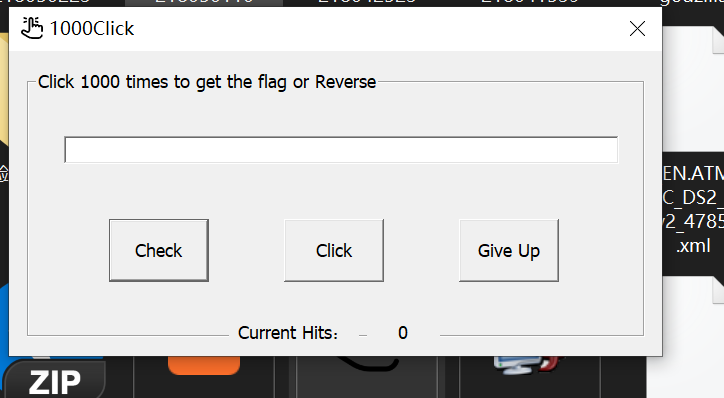 1000Click
Click 1000 times to get the flag or Reverse
Check
Click
Give Up
Current Hits： 0
EN.ATM
C_DS2_
2_4785
.xml
ZIP